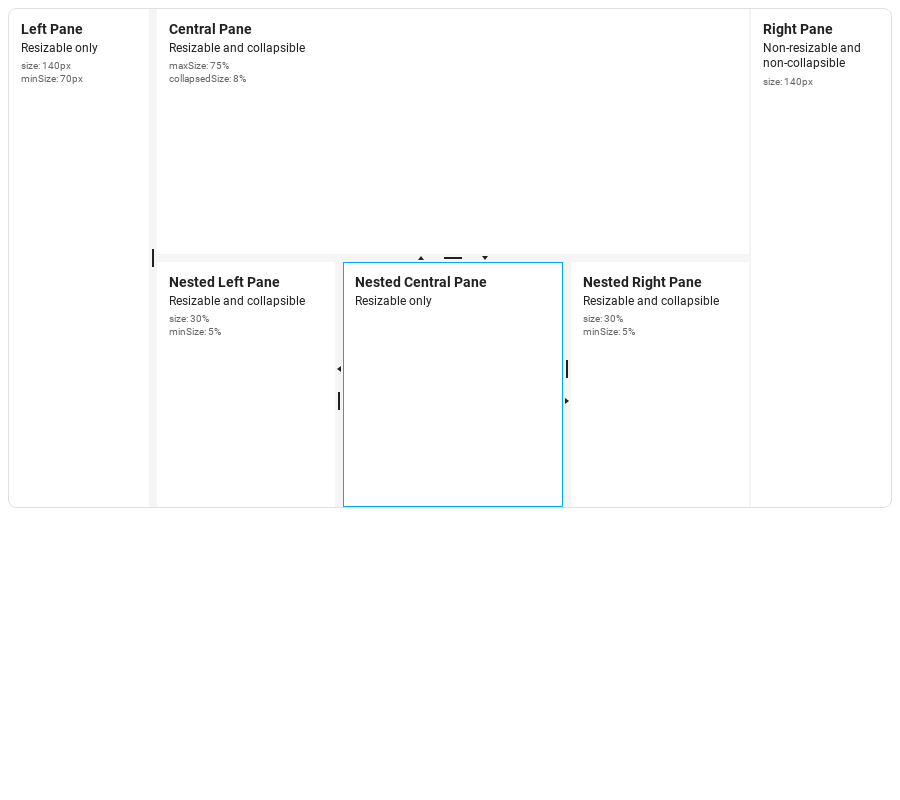 Left Pane
Resizable only
size: 140px
minSize: 70px
Central Pane
Resizable and collapsible
maxSize: 75%
collapsedSize: 8%
Right Pane
Non-resizable and
non-collapsible
size: 140px
Nested Left Pane
Resizable and collapsible
size: 30%
minSize: 5%
Nested Central Pane
Resizable only
Nested Right Pane
Resizable and collapsible
size: 30%
minSize: 5%